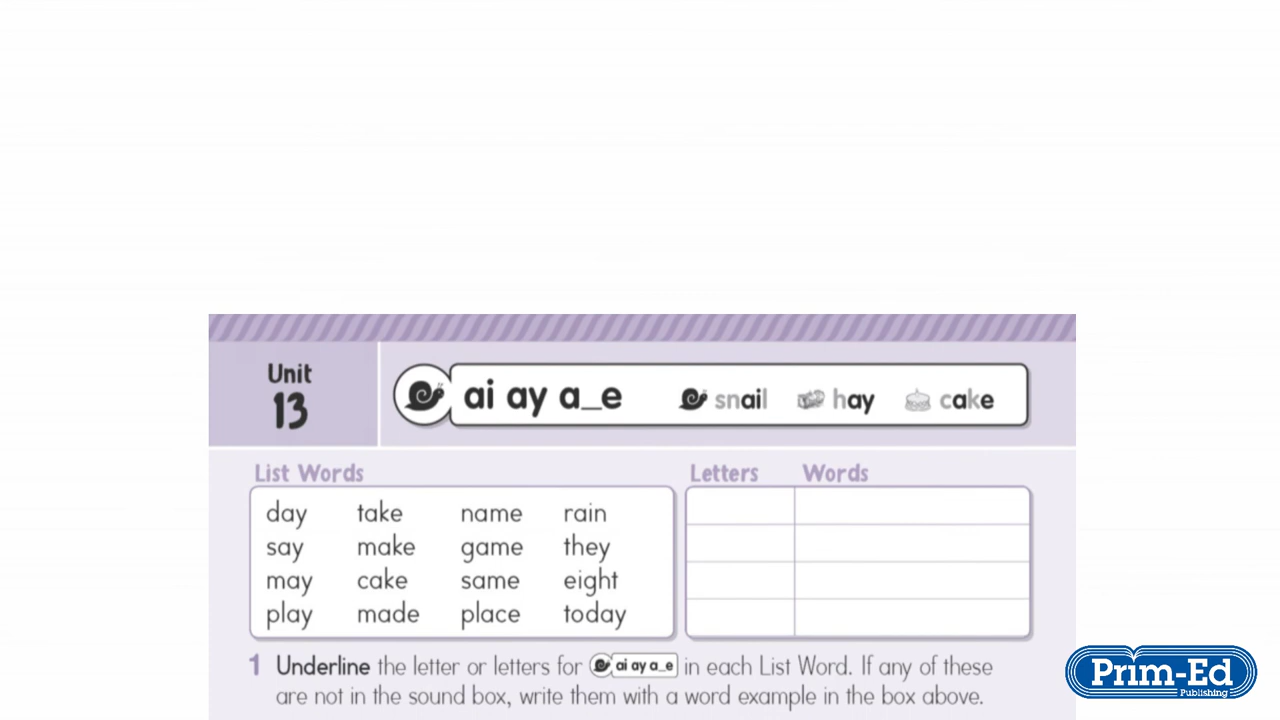 Unit
13
ai ay a_e snail hay cake
List Words
day take name rain
say make game they
may cake same eight
play made place today
Letters Words
1 Underline the letter or letters for ai ay a_e in each List Word. If any of these
are not in the sound box, write them with a word example in the box above.
Prim-Ed
Publishing